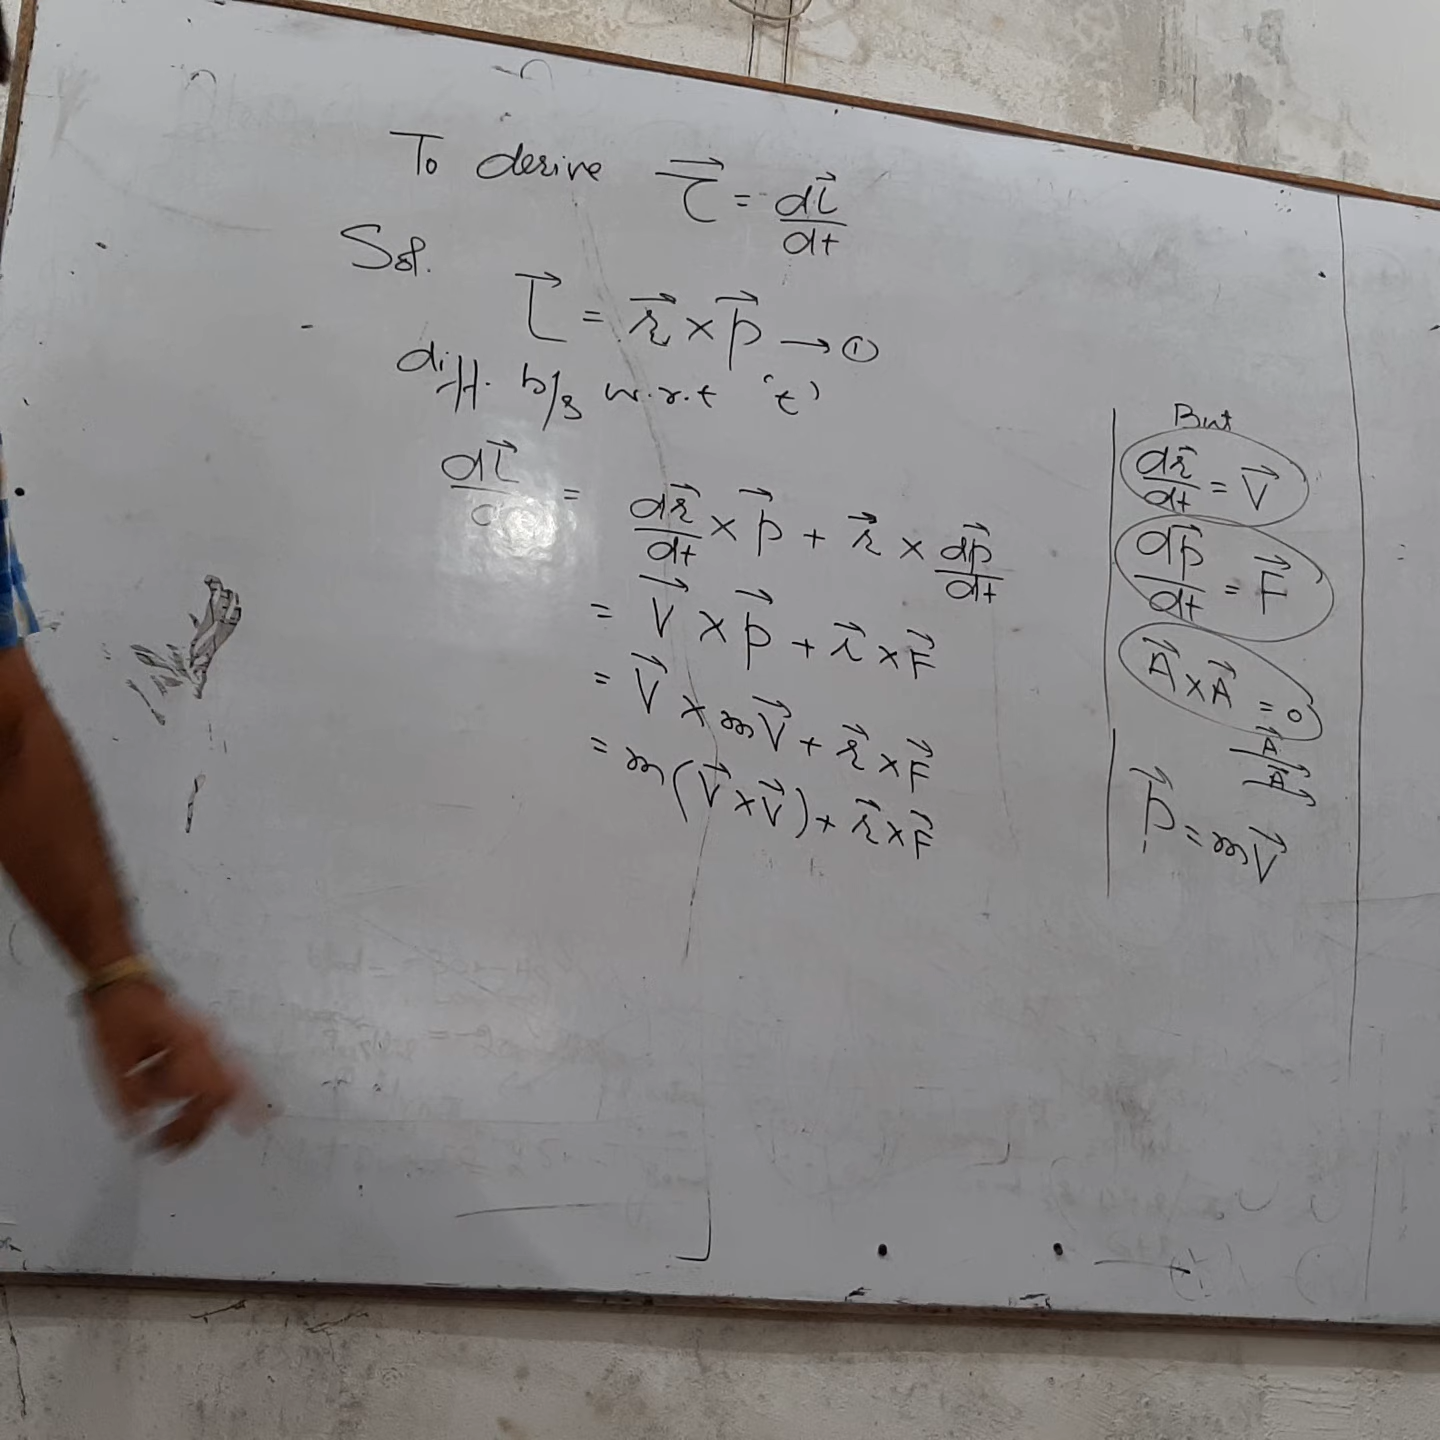 To derive τ⃗ = dL⃗/dt
Sol.
L⃗ = r⃗ × p⃗ → ①
diff. b/s w.r.t 't'
dL⃗/d = dr⃗/dt × p⃗ + r⃗ × dp⃗/dt
= V⃗ × p⃗ + r⃗ × F⃗
= V⃗ × mV⃗ + r⃗ × F⃗
= m(V⃗ × V⃗) + r⃗ × F⃗
But
dr⃗/dt = V⃗
dp⃗/dt = F⃗
A⃗ × A⃗ = 0
A⃗
A⃗
p⃗ = mV⃗